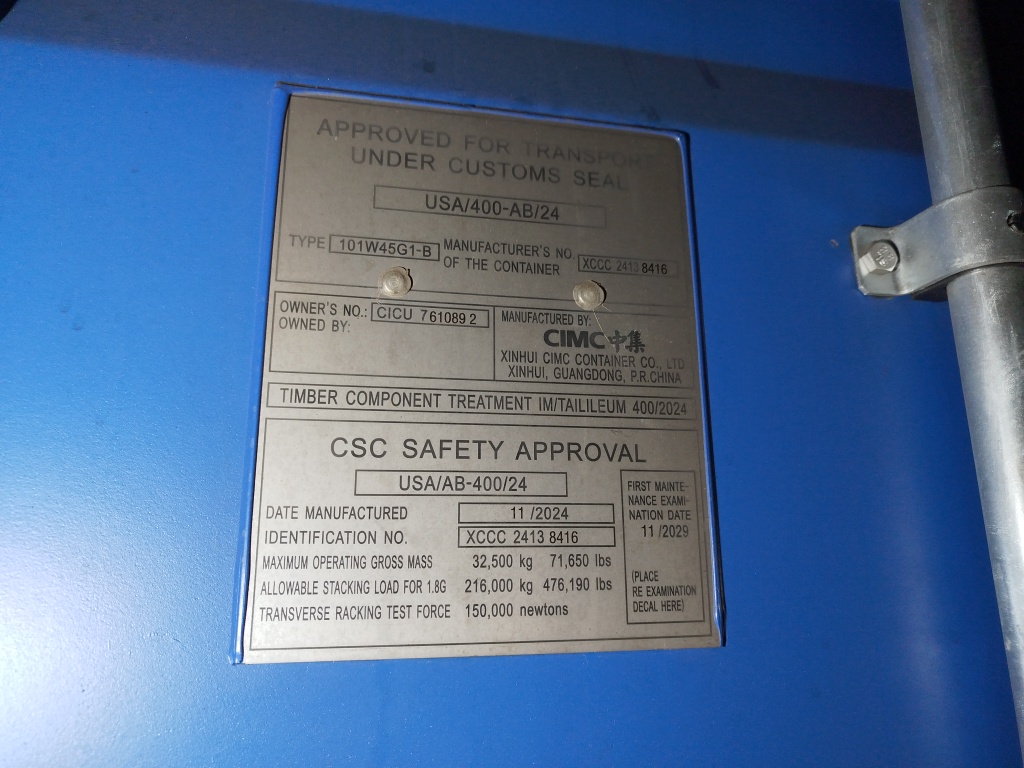 APPROVED FOR TRANSPORT
UNDER CUSTOMS SEAL
USA/400-AB/24
TYPE 101W45G1-B
MANUFACTURER'S NO.
OF THE CONTAINER XCCC 2413 8416
OWNER'S NO.: CICU 761089 2
OWNED BY:
MANUFACTURED BY:
CIMC中集
XINHUI CIMC CONTAINER CO., LTD
XINHUI, GUANGDONG, P.R.CHINA
TIMBER COMPONENT TREATMENT IM/TAILILEUM 400/2024
CSC SAFETY APPROVAL
USA/AB-400/24
DATE MANUFACTURED 11 /2024
IDENTIFICATION NO. XCCC 2413 8416
MAXIMUM OPERATING GROSS MASS 32,500 kg 71,650 lbs
ALLOWABLE STACKING LOAD FOR 1.8G 216,000 kg 476,190 lbs
TRANSVERSE RACKING TEST FORCE 150,000 newtons
FIRST MAINTE-
NANCE EXAMI-
NATION DATE
11 /2029
(PLACE
RE EXAMINATION
DECAL HERE)